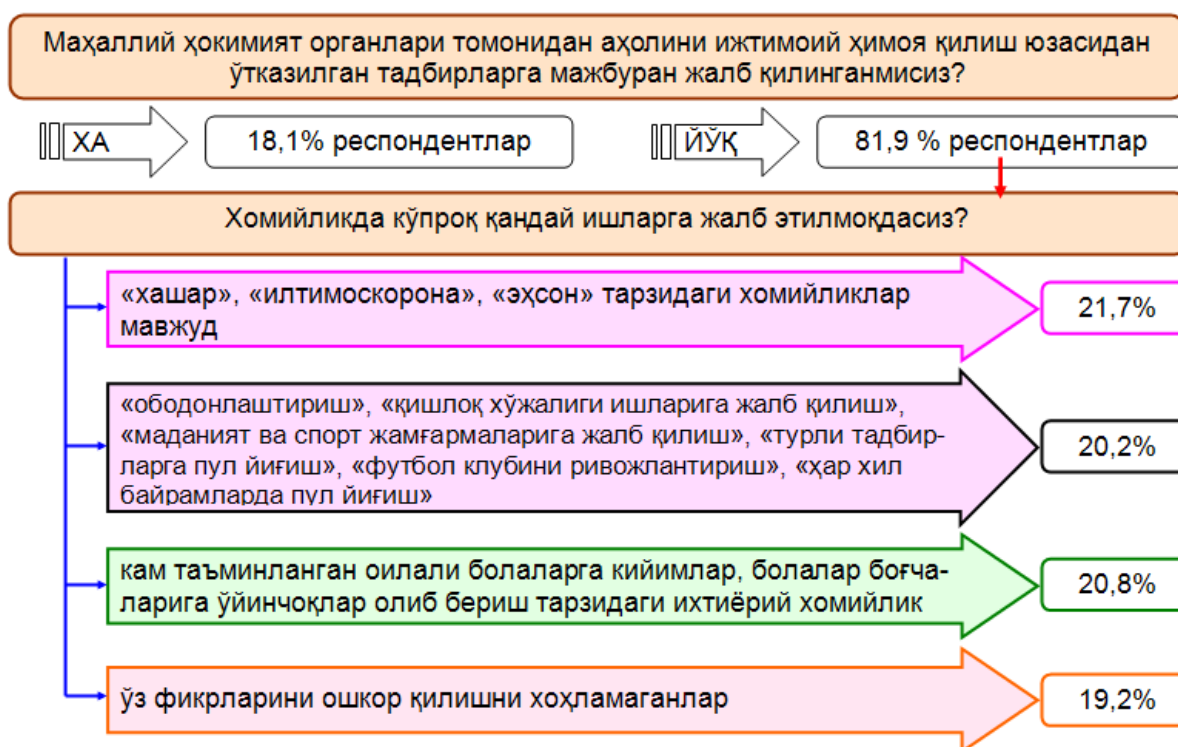 Маҳаллий ҳокимият органлари томонидан аҳолини ижтимоий ҳимоя қилиш юзасидан
ўтказилган тадбирларга мажбуран жалб қилинганмисиз?
ХА
18,1% респондентлар
ЙЎҚ
81,9 % респондентлар
Хомийликда кўпроқ қандай ишларга жалб этилмоқдасиз?
«хашар», «илтимоскорона», «эҳсон» тарзидаги хомийликлар
мавжуд
21,7%
«ободонлаштириш», «қишлоқ хўжалиги ишларига жалб қилиш»,
«маданият ва спорт жамғармаларига жалб қилиш», «турли тадбир-
ларга пул йиғиш», «футбол клубини ривожлантириш», «ҳар хил
байрамларда пул йиғиш»
20,2%
кам таъминланган оилали болаларга кийимлар, болалар боғча-
ларига ўйинчоқлар олиб бериш тарзидаги ихтиёрий хомийлик
20,8%
ўз фикрларини ошкор қилишни хоҳламаганлар
19,2%